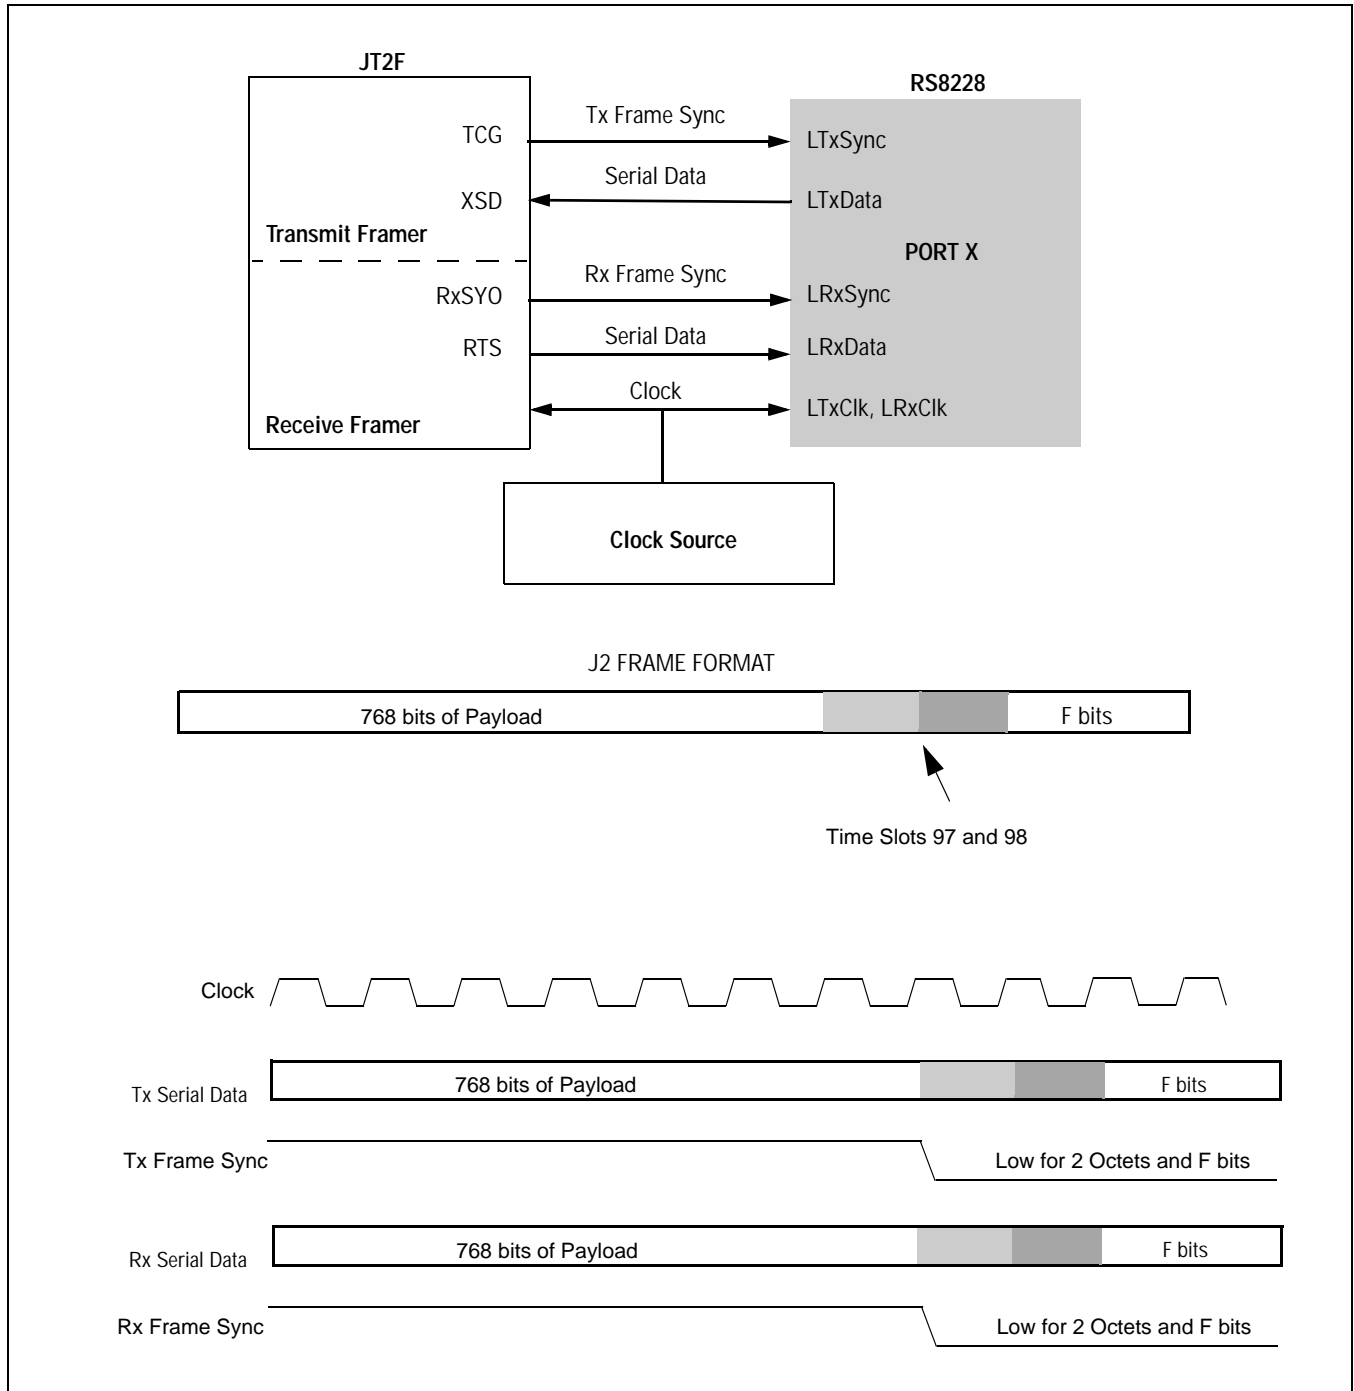 JT2F
RS8228
TCG
Tx Frame Sync
LTxSync
XSD
Serial Data
LTxData
Transmit Framer
PORT X
RxSYO
Rx Frame Sync
LRxSync
RTS
Serial Data
LRxData
Clock
LTxClk, LRxClk
Receive Framer
Clock Source
J2 FRAME FORMAT
768 bits of Payload F bits
Time Slots 97 and 98
Clock
Tx Serial Data 768 bits of Payload F bits
Tx Frame Sync Low for 2 Octets and F bits
Rx Serial Data 768 bits of Payload F bits
Rx Frame Sync Low for 2 Octets and F bits